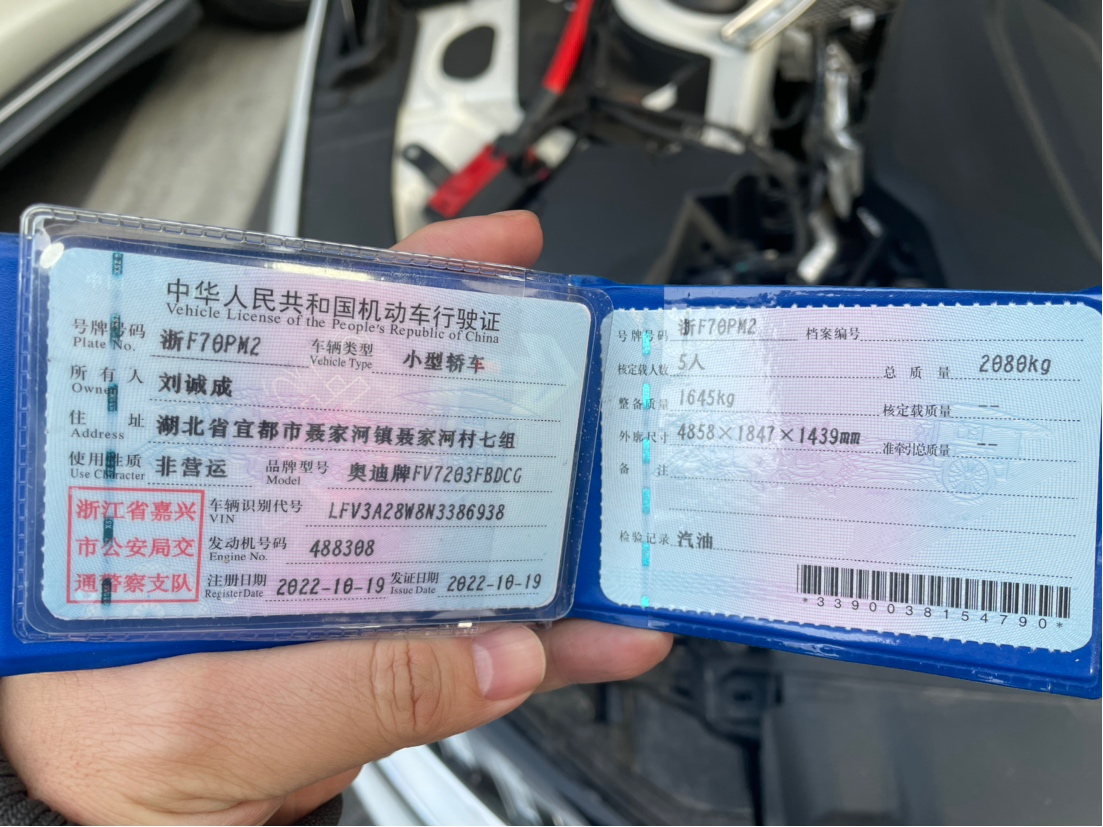 中华人民共和国机动车行驶证
Vehicle License of the People's Republic of China
号牌号码 浙F70PM2 车辆类型 小型轿车
Plate No. Vehicle Type
所有人 刘诚成
Owner
住址 湖北省宜都市聂家河镇聂家河村七组
Address
使用性质 非营运 品牌型号 奥迪牌FV7203FBDCG
Use Character Model
浙江省嘉兴
市公安局交
通警察支队
车辆识别代号 LFV3A28W8N3386938
VIN
发动机号码 488308
Engine No.
注册日期 2022-10-19 发证日期 2022-10-19
Register Date Issue Date
号牌号码 浙F70PM2 档案编号
核定载人数 5人 总质量 2080kg
整备质量 1645kg 核定载质量 --
外廓尺寸 4858×1847×1439mm 准牵引总质量 --
备注
检验记录 汽油
*3390038154790*